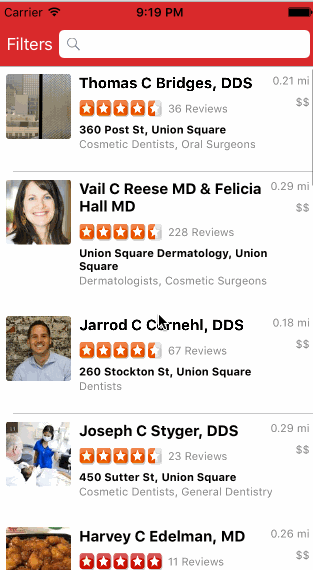 Carrier 9:19 PM
Filters
Thomas C Bridges, DDS 0.21 mi
36 Reviews $$
360 Post St, Union Square
Cosmetic Dentists, Oral Surgeons
Vail C Reese MD & Felicia 0.29 mi
Hall MD $$
228 Reviews
Union Square Dermatology, Union
Square
Dermatologists, Cosmetic Surgeons
Jarrod C Cornehl, DDS 0.18 mi
67 Reviews $$
260 Stockton St, Union Square
Dentists
Joseph C Styger, DDS 0.29 mi
23 Reviews $$
450 Sutter St, Union Square
Cosmetic Dentists, General Dentistry
Harvey C Edelman, MD 0.26 mi
11 Reviews $$